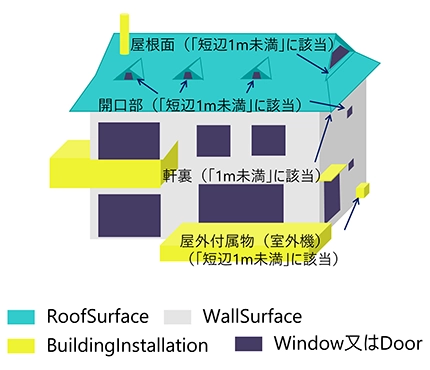 屋根面（｢短辺1m未満｣に該当）
開口部（｢短辺1m未満｣に該当）
軒裏（｢1m未満｣に該当）
屋外付属物（室外機）
（｢短辺1m未満｣に該当）
RoofSurface
WallSurface
BuildingInstallation
Window又はDoor